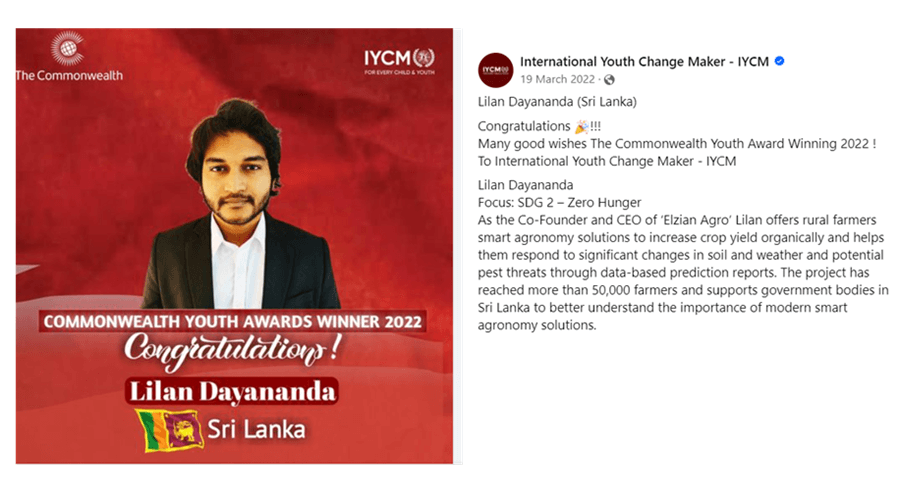 The Commonwealth
IYCM
FOR EVERY CHILD & YOUTH
COMMONWEALTH YOUTH AWARDS WINNER 2022
Congratulations!
Lilan Dayananda
Sri Lanka
International Youth Change Maker - IYCM
19 March 2022 ·
Lilan Dayananda (Sri Lanka)
Congratulations 🎉!!!
Many good wishes The Commonwealth Youth Award Winning 2022 !
To International Youth Change Maker - IYCM
Lilan Dayananda
Focus: SDG 2 – Zero Hunger
As the Co-Founder and CEO of ‘Elzian Agro’ Lilan offers rural farmers
smart agronomy solutions to increase crop yield organically and helps
them respond to significant changes in soil and weather and potential
pest threats through data-based prediction reports. The project has
reached more than 50,000 farmers and supports government bodies in
Sri Lanka to better understand the importance of modern smart
agronomy solutions.